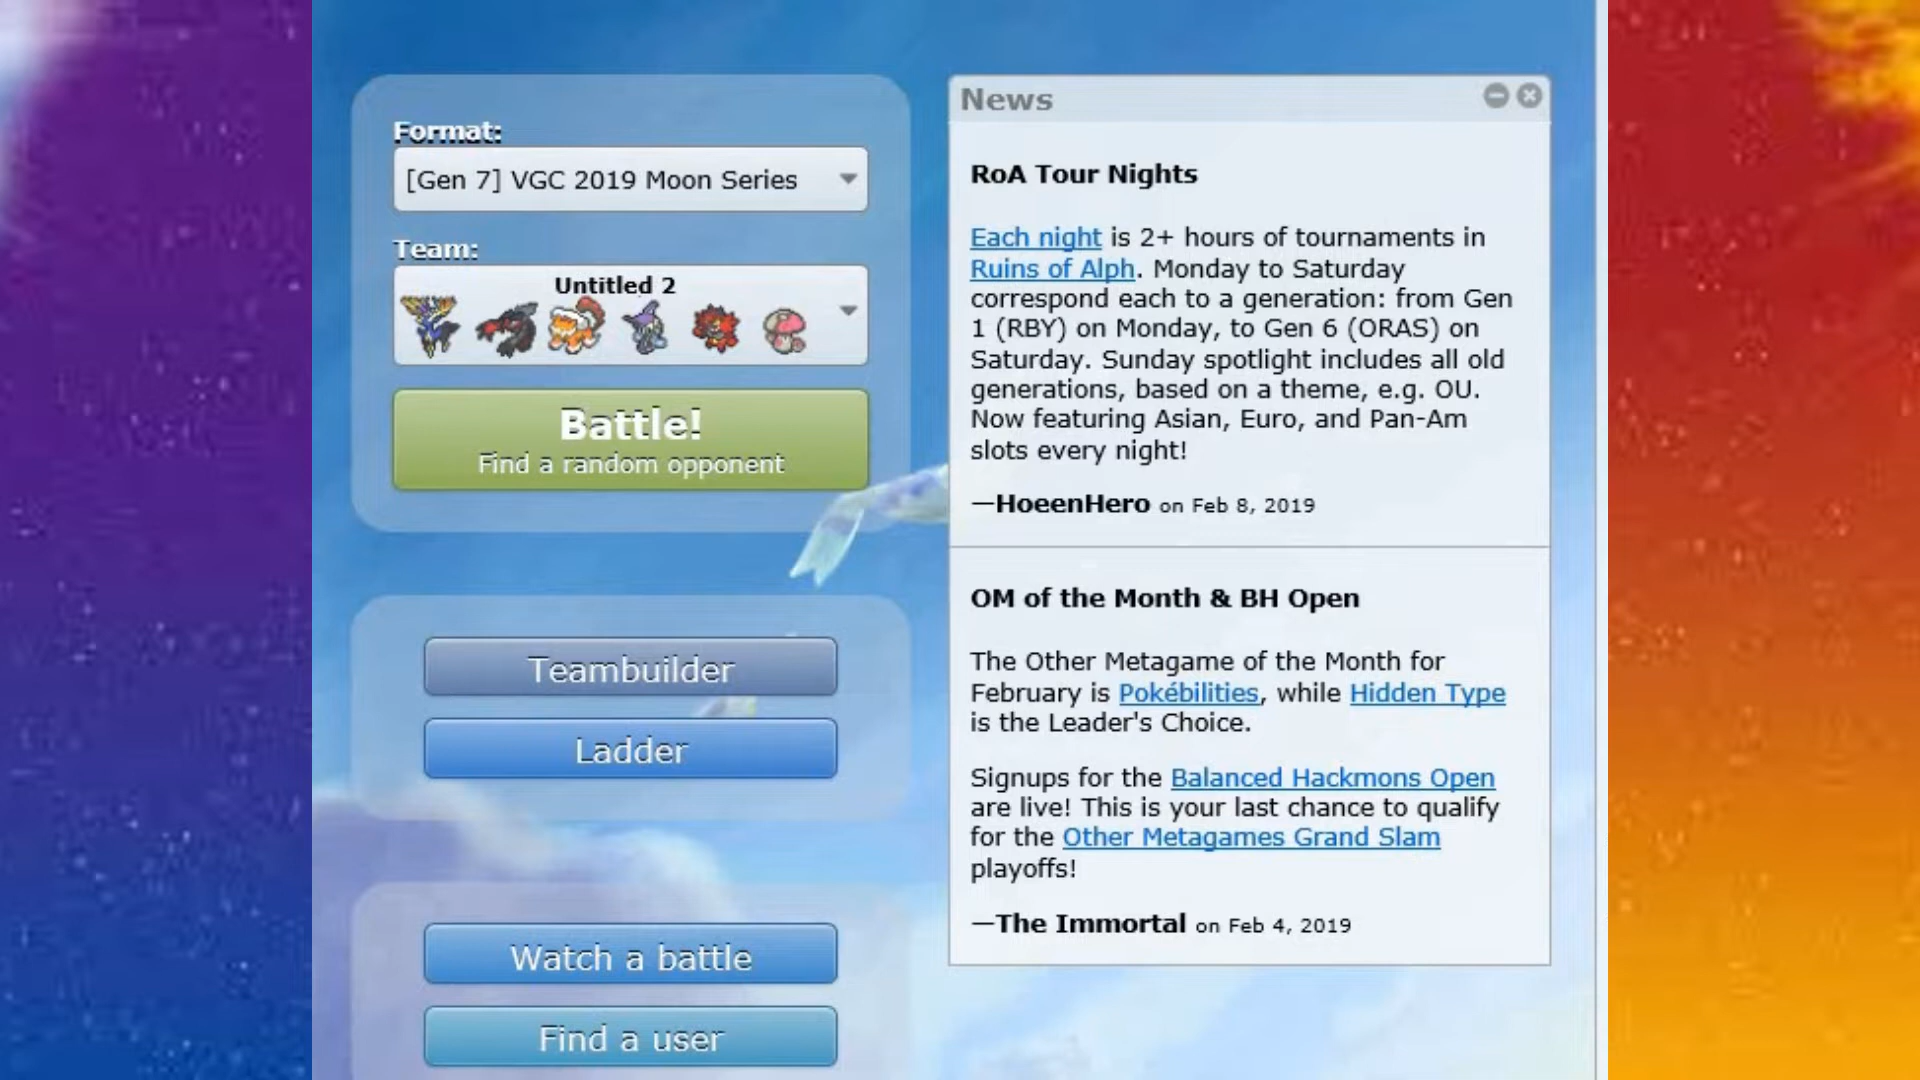 Format:
[Gen 7] VGC 2019 Moon Series
Team:
Untitled 2
Battle!
Find a random opponent
Teambuilder
Ladder
Watch a battle
Find a user
News
RoA Tour Nights
Each night is 2+ hours of tournaments in
Ruins of Alph. Monday to Saturday
correspond each to a generation: from Gen
1 (RBY) on Monday, to Gen 6 (ORAS) on
Saturday. Sunday spotlight includes all old
generations, based on a theme, e.g. OU.
Now featuring Asian, Euro, and Pan-Am
slots every night!
—HoeenHero on Feb 8, 2019
OM of the Month & BH Open
The Other Metagame of the Month for
February is Pokébilities, while Hidden Type
is the Leader's Choice.
Signups for the Balanced Hackmons Open
are live! This is your last chance to qualify
for the Other Metagames Grand Slam
playoffs!
—The Immortal on Feb 4, 2019